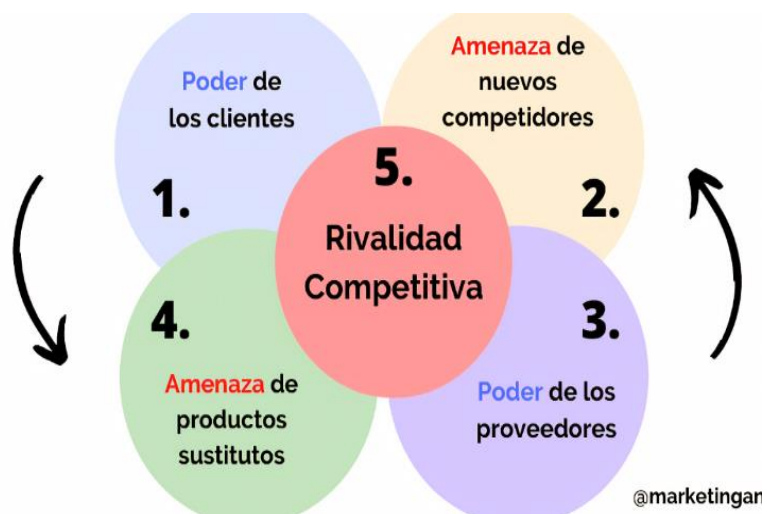 Poder de
los clientes
1.
Amenaza de
nuevos
competidores
2.
5.
Rivalidad
Competitiva
4.
Amenaza de
productos
sustitutos
3.
Poder de los
proveedores
@marketingan